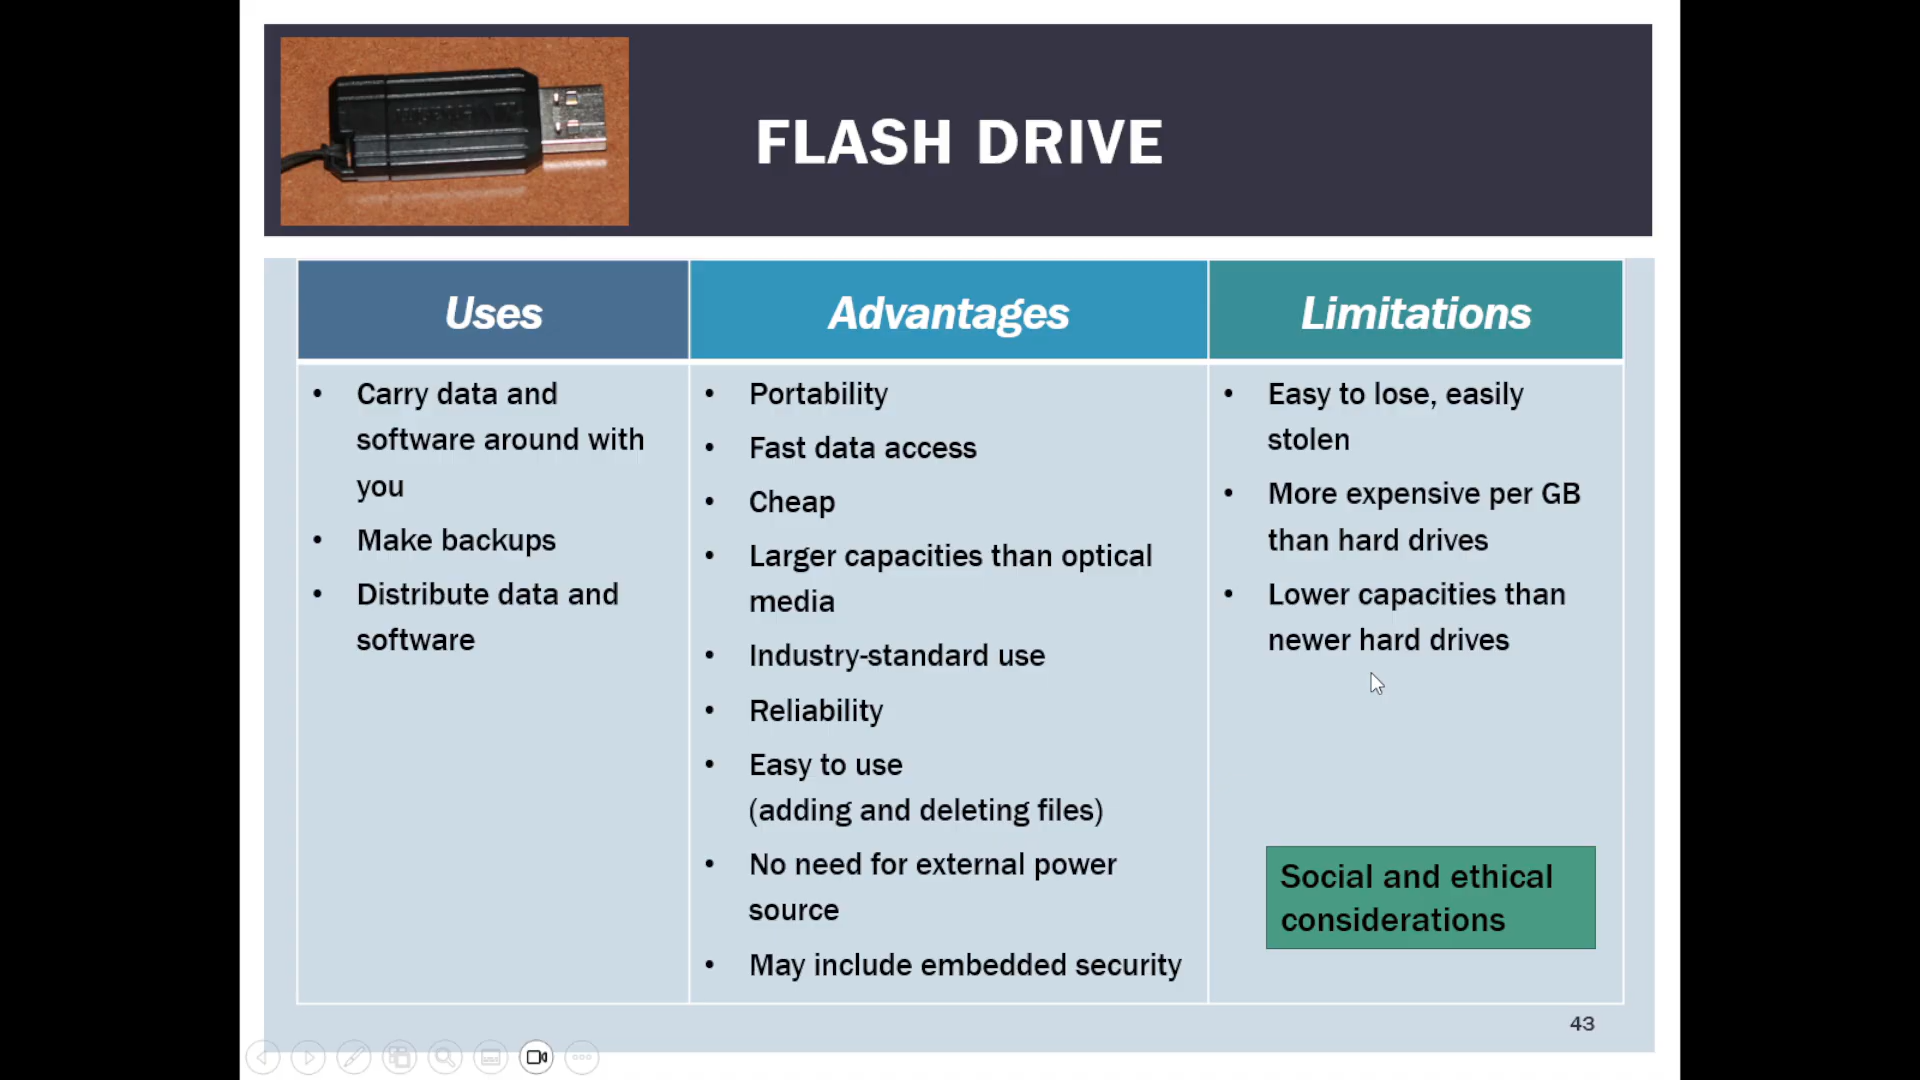 FLASH DRIVE
Uses
Advantages
Limitations
• Carry data and
software around with
you
• Make backups
• Distribute data and
software
• Portability
• Fast data access
• Cheap
• Larger capacities than optical
media
• Industry-standard use
• Reliability
• Easy to use
(adding and deleting files)
• No need for external power
source
• May include embedded security
• Easy to lose, easily
stolen
• More expensive per GB
than hard drives
• Lower capacities than
newer hard drives
Social and ethical
considerations
43